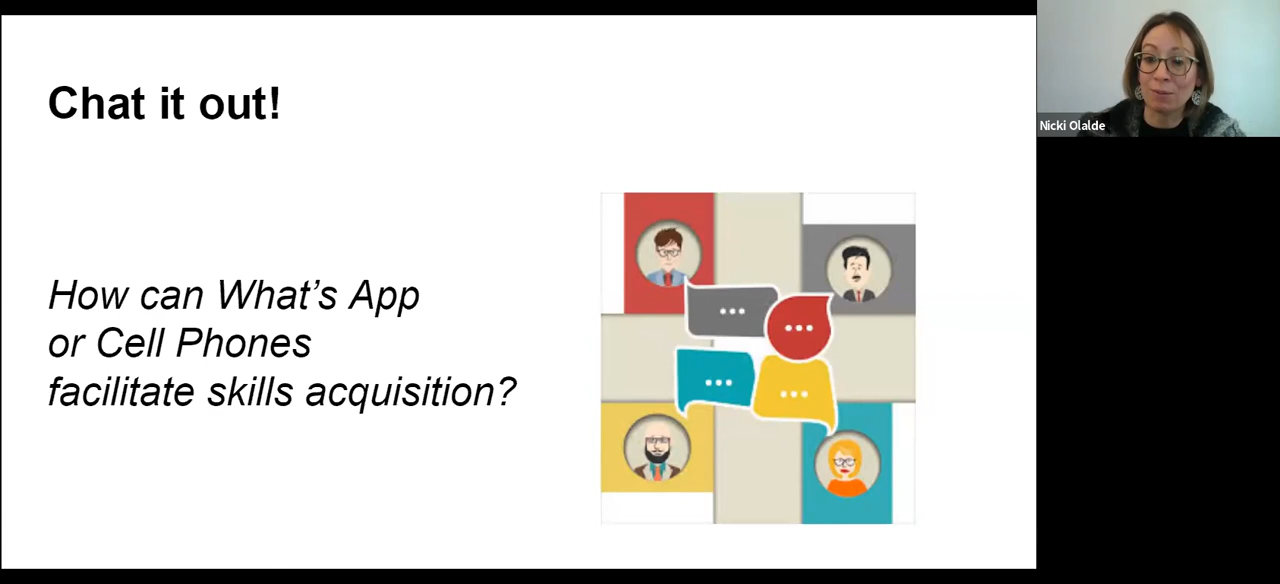 Chat it out!
How can What's App
or Cell Phones
facilitate skills acquisition?
Nicki Olalde